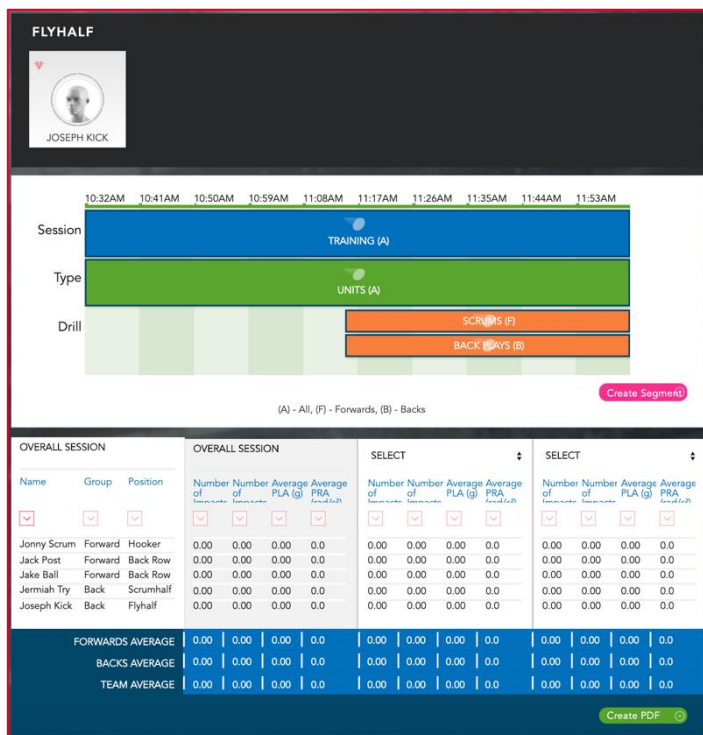 FLYHALF
JOSEPH KICK
10:32AM 10:41AM 10:50AM 10:59AM 11:08AM 11:17AM 11:26AM 11:35AM 11:44AM 11:53AM
Session
TRAINING (A)
Type
UNITS (A)
Drill
SCRUMS (F)
BACK PLAYS (B)
Create Segment
(A) - All, (F) - Forwards, (B) - Backs
OVERALL SESSION OVERALL SESSION SELECT SELECT
Name Group Position Number Number Average Average Number Number Average Average Number Number Average Average
of of PLA (g) PRA of of PLA (g) PRA of of PLA (g) PRA
Impacts Impacts (rad/s²) Impacts Impacts (rad/s²) Impacts Impacts (rad/s²)
Jonny Scrum Forward Hooker 0.00 0.00 0.00 0.0 0.00 0.00 0.00 0.0 0.00 0.00 0.00 0.0
Jack Post Forward Back Row 0.00 0.00 0.00 0.0 0.00 0.00 0.00 0.0 0.00 0.00 0.00 0.0
Jake Ball Forward Back Row 0.00 0.00 0.00 0.0 0.00 0.00 0.00 0.0 0.00 0.00 0.00 0.0
Jermiah Try Back Scrumhalf 0.00 0.00 0.00 0.0 0.00 0.00 0.00 0.0 0.00 0.00 0.00 0.0
Joseph Kick Back Flyhalf 0.00 0.00 0.00 0.0 0.00 0.00 0.00 0.0 0.00 0.00 0.00 0.0
FORWARDS AVERAGE 0.00 0.00 0.00 0.0 0.00 0.00 0.00 0.0 0.00 0.00 0.00 0.0
BACKS AVERAGE 0.00 0.00 0.00 0.0 0.00 0.00 0.00 0.0 0.00 0.00 0.00 0.0
TEAM AVERAGE 0.00 0.00 0.00 0.0 0.00 0.00 0.00 0.0 0.00 0.00 0.00 0.0
Create PDF